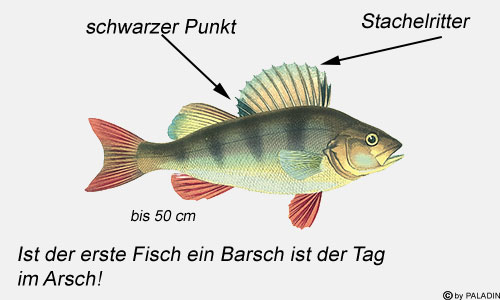 schwarzer Punkt
Stachelritter
bis 50 cm
Ist der erste Fisch ein Barsch ist der Tag
im Arsch!
© by PALADIN